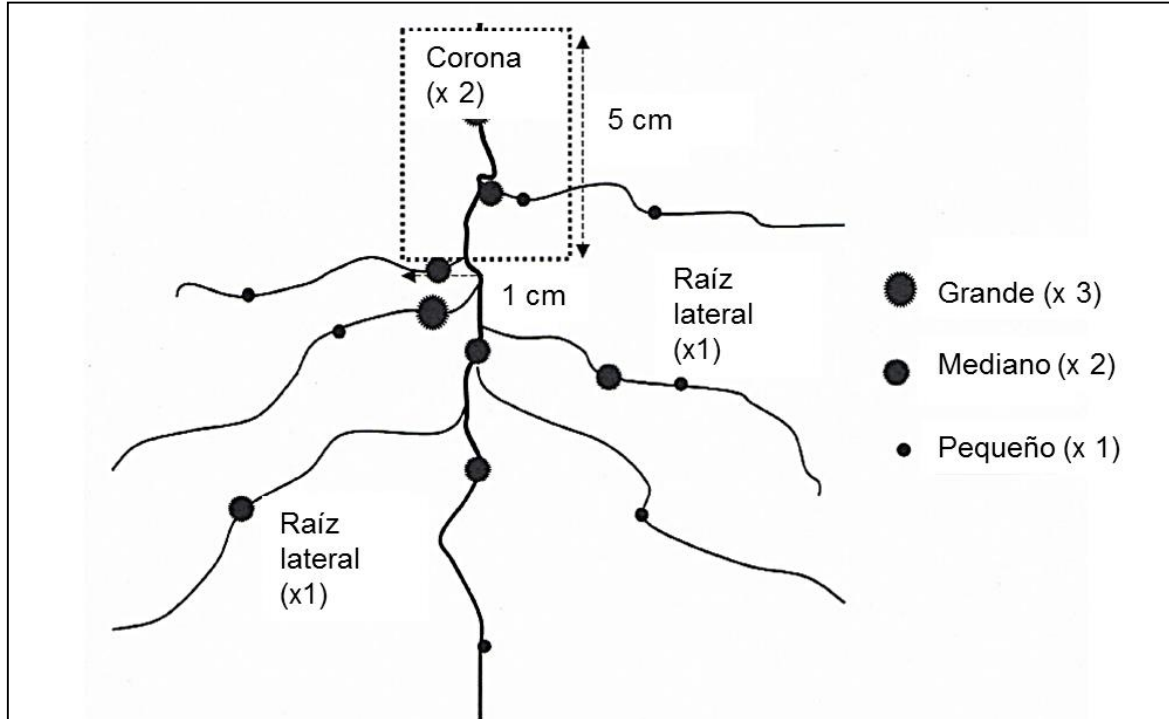 Corona
(x 2)
5 cm
1 cm
Raíz
lateral
(x1)
Grande (x 3)
Mediano (x 2)
Pequeño (x 1)
Raíz
lateral
(x1)